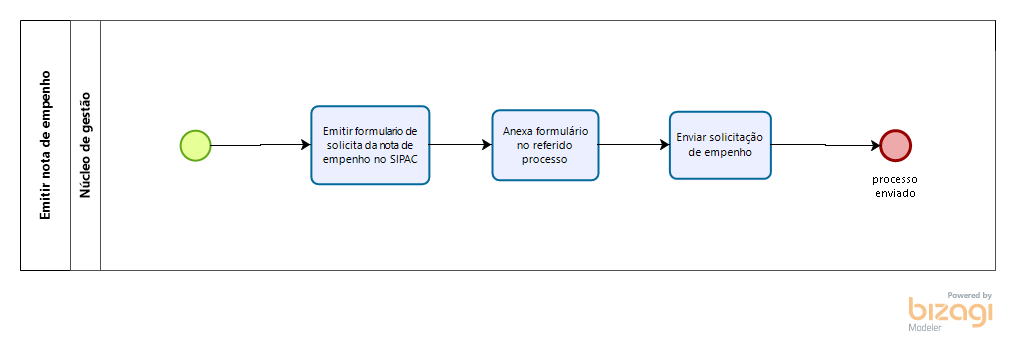 Emitir nota de empenho
Núcleo de gestão
Emitir formulario de
solicita da nota de
empenho no SIPAC
Anexa formulário
no referido
processo
Enviar solicitação
de empenho
processo
enviado
Powered by
bizagi
Modeler